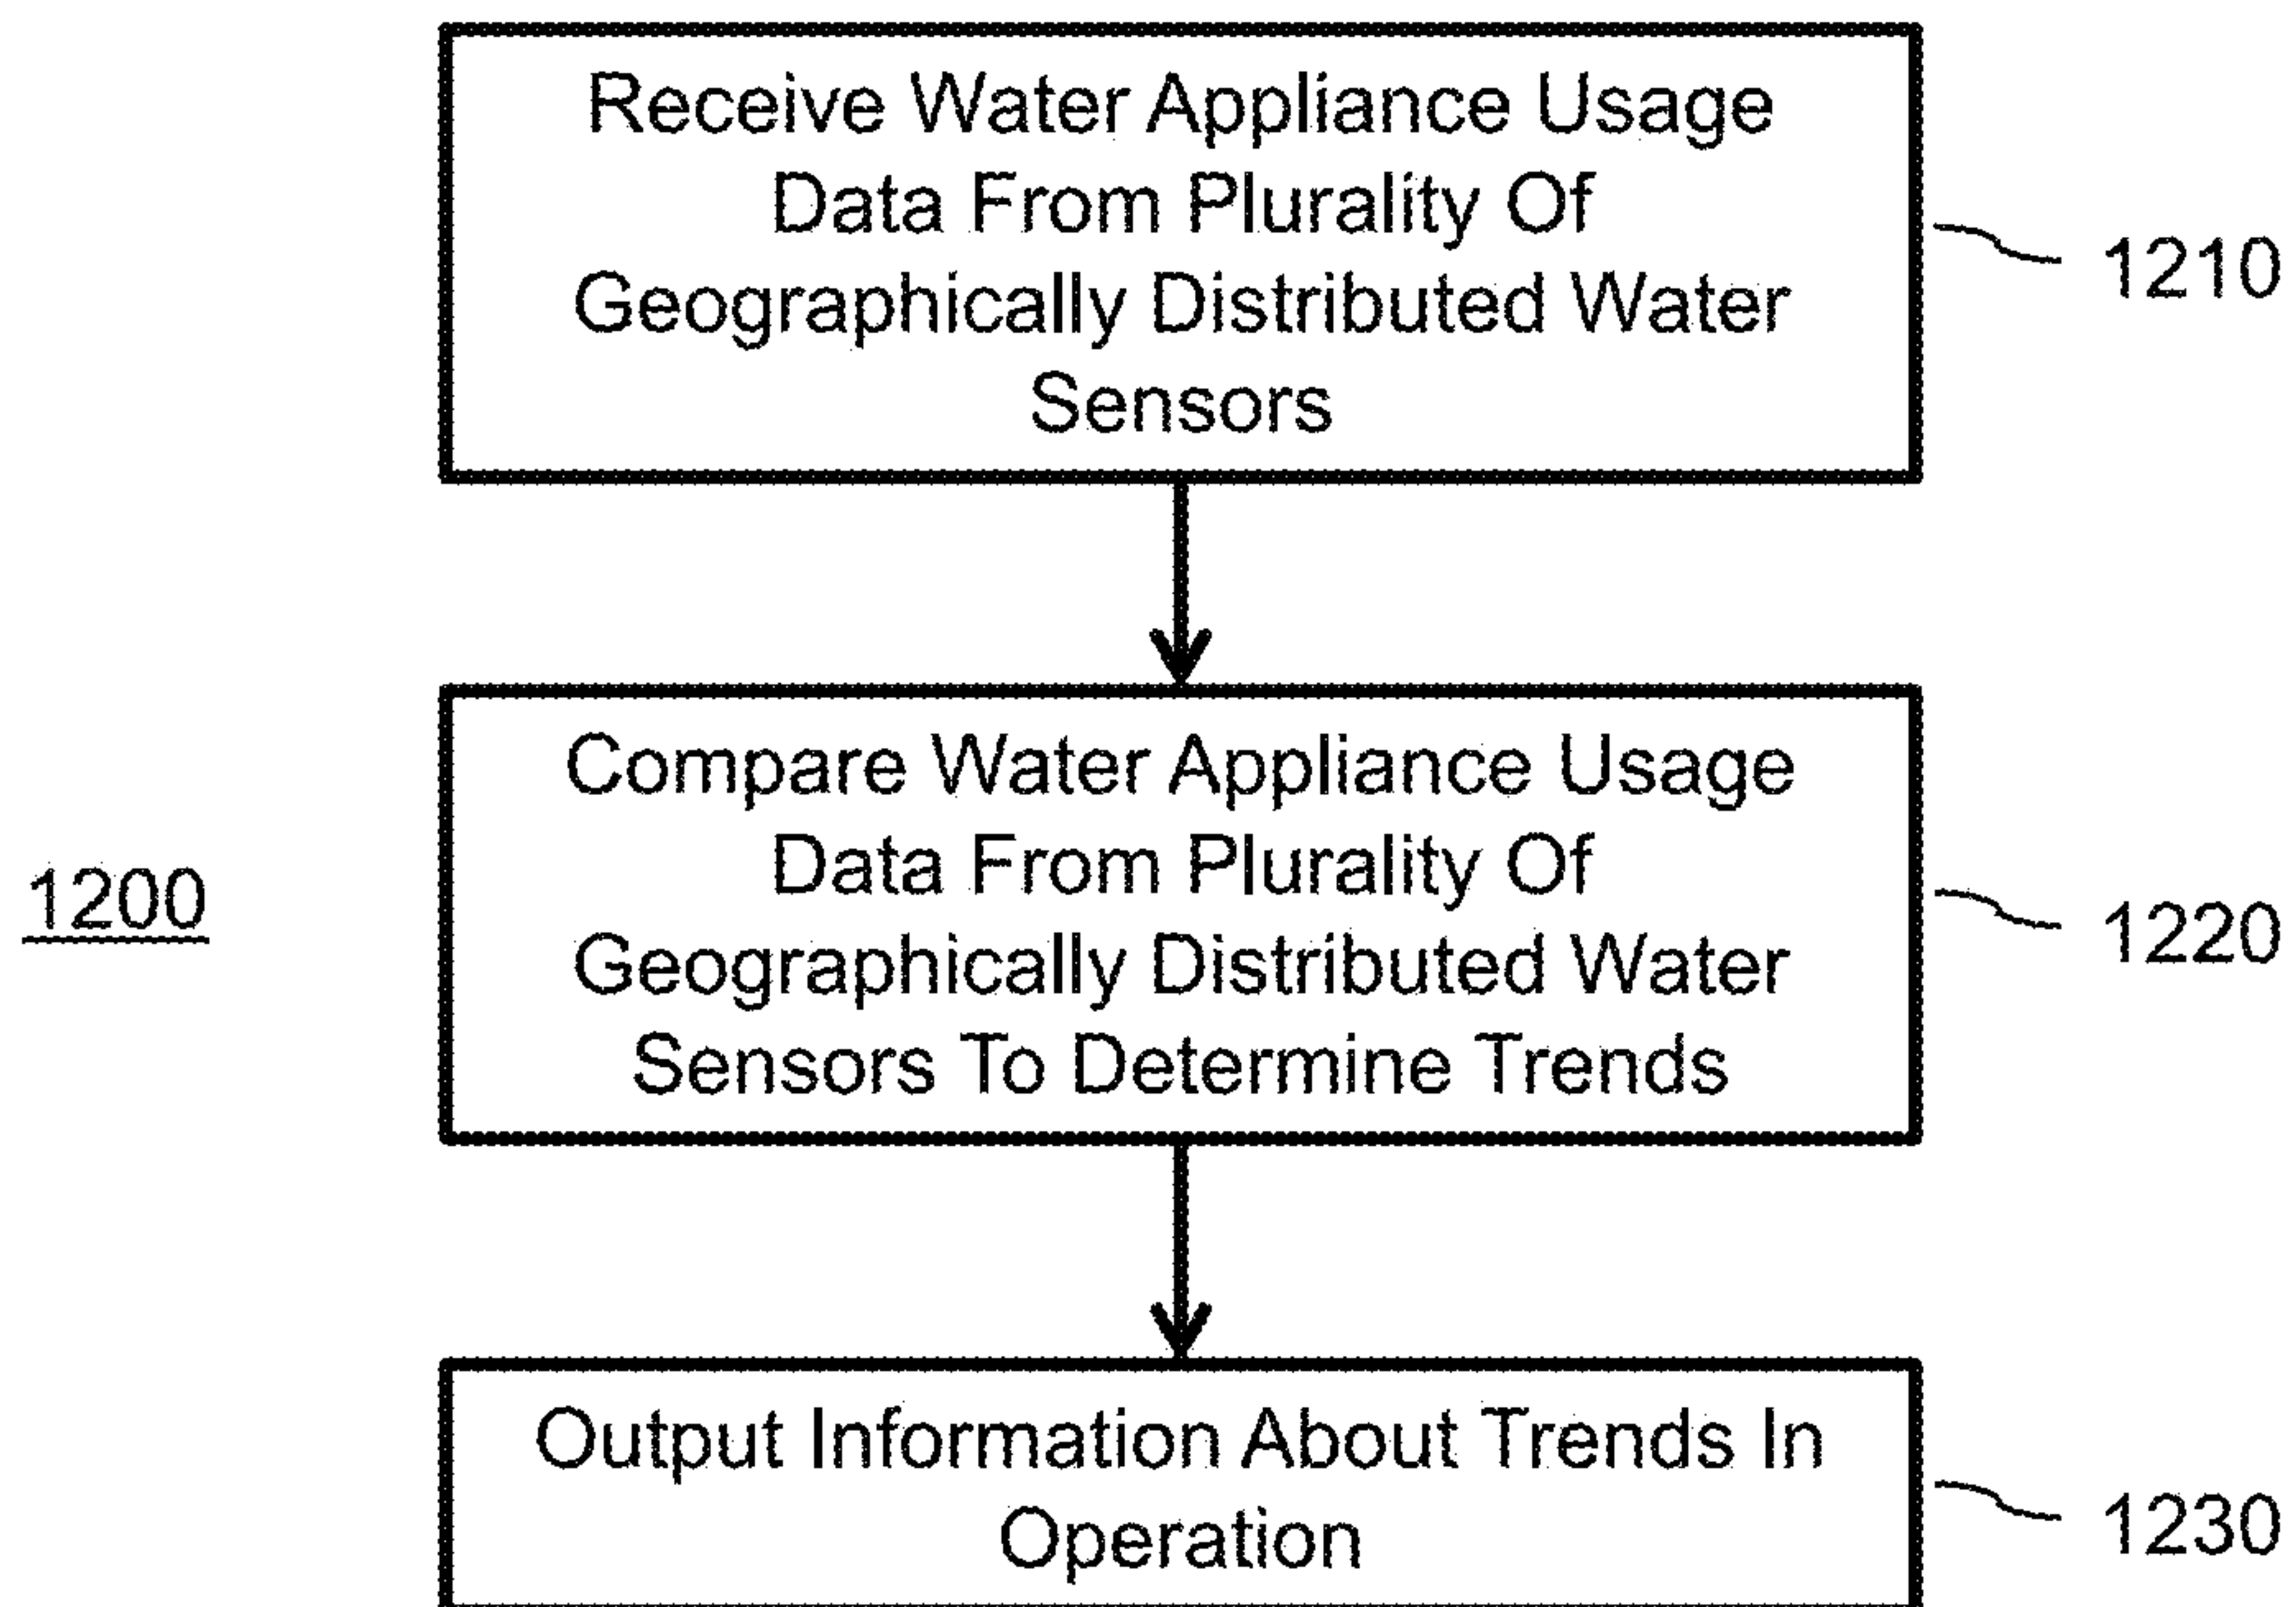 Receive Water Appliance Usage
Data From Plurality Of
Geographically Distributed Water
Sensors
1210
Compare Water Appliance Usage
Data From Plurality Of
Geographically Distributed Water
Sensors To Determine Trends
1200
1220
Output Information About Trends In
Operation
1230